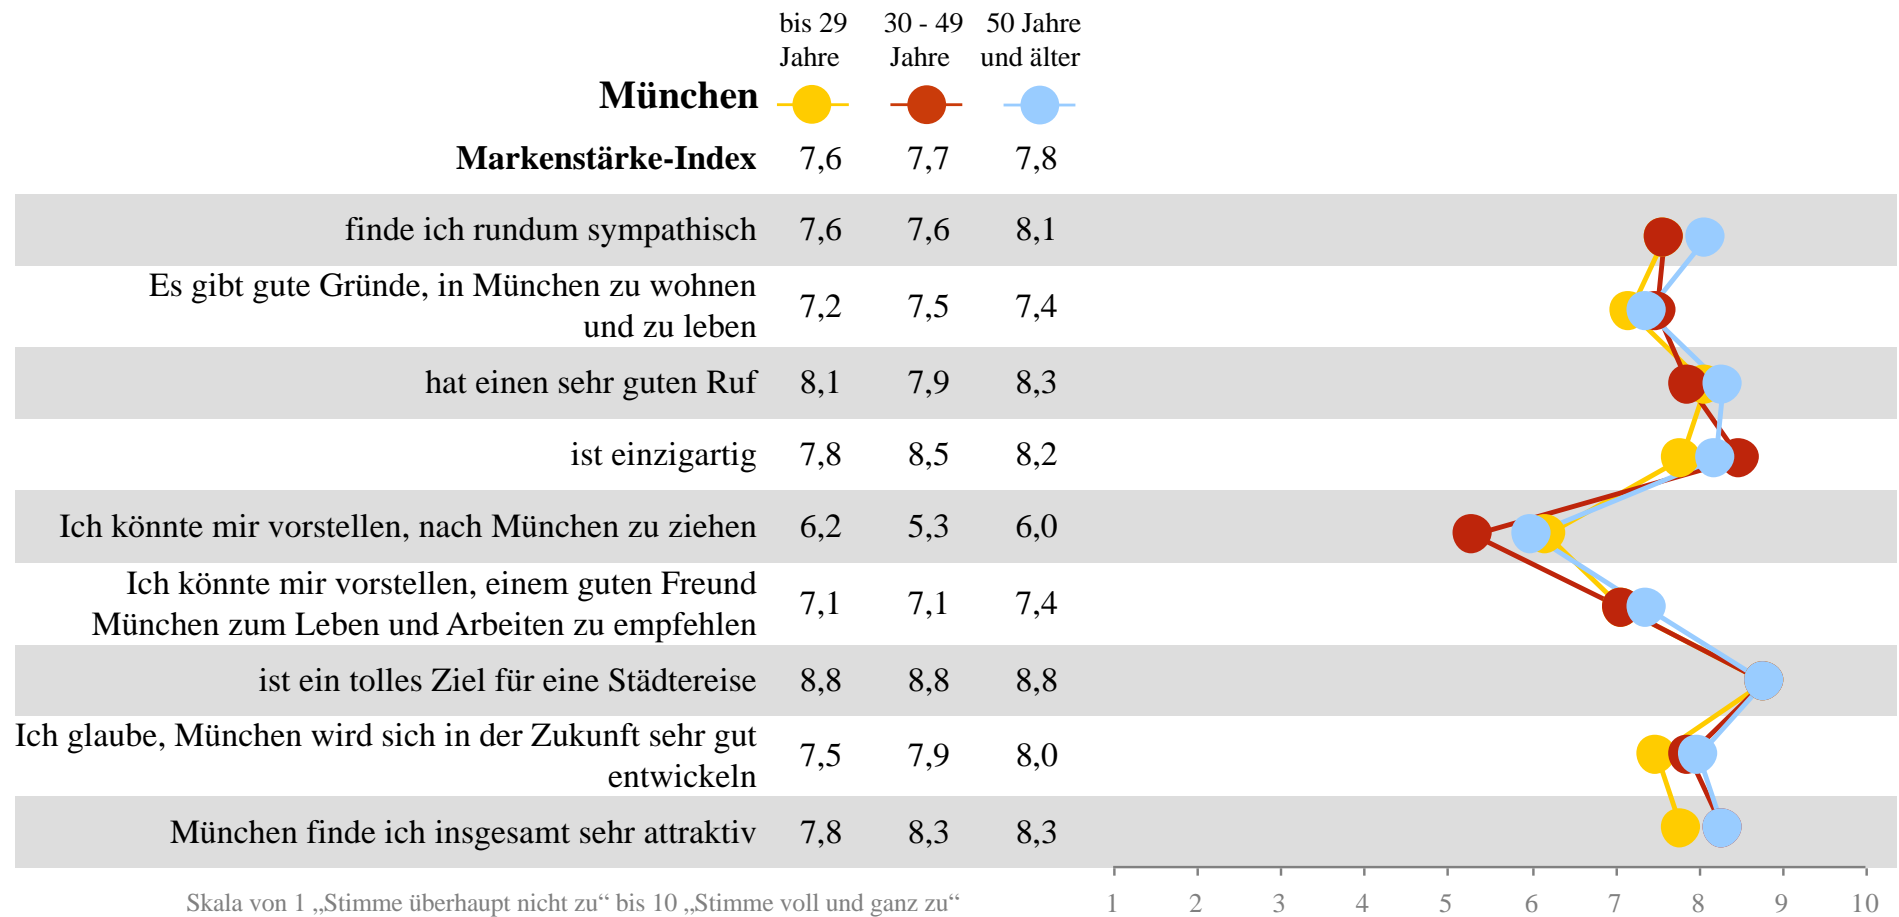 bis 29 30 - 49 50 Jahre
Jahre Jahre und älter
München
Markenstärke-Index 7,6 7,7 7,8
finde ich rundum sympathisch 7,6 7,6 8,1
Es gibt gute Gründe, in München zu wohnen
und zu leben 7,2 7,5 7,4
hat einen sehr guten Ruf 8,1 7,9 8,3
ist einzigartig 7,8 8,5 8,2
Ich könnte mir vorstellen, nach München zu ziehen 6,2 5,3 6,0
Ich könnte mir vorstellen, einem guten Freund
München zum Leben und Arbeiten zu empfehlen 7,1 7,1 7,4
ist ein tolles Ziel für eine Städtereise 8,8 8,8 8,8
Ich glaube, München wird sich in der Zukunft sehr gut
entwickeln 7,5 7,9 8,0
München finde ich insgesamt sehr attraktiv 7,8 8,3 8,3
Skala von 1 „Stimme überhaupt nicht zu“ bis 10 „Stimme voll und ganz zu“ 1 2 3 4 5 6 7 8 9 10